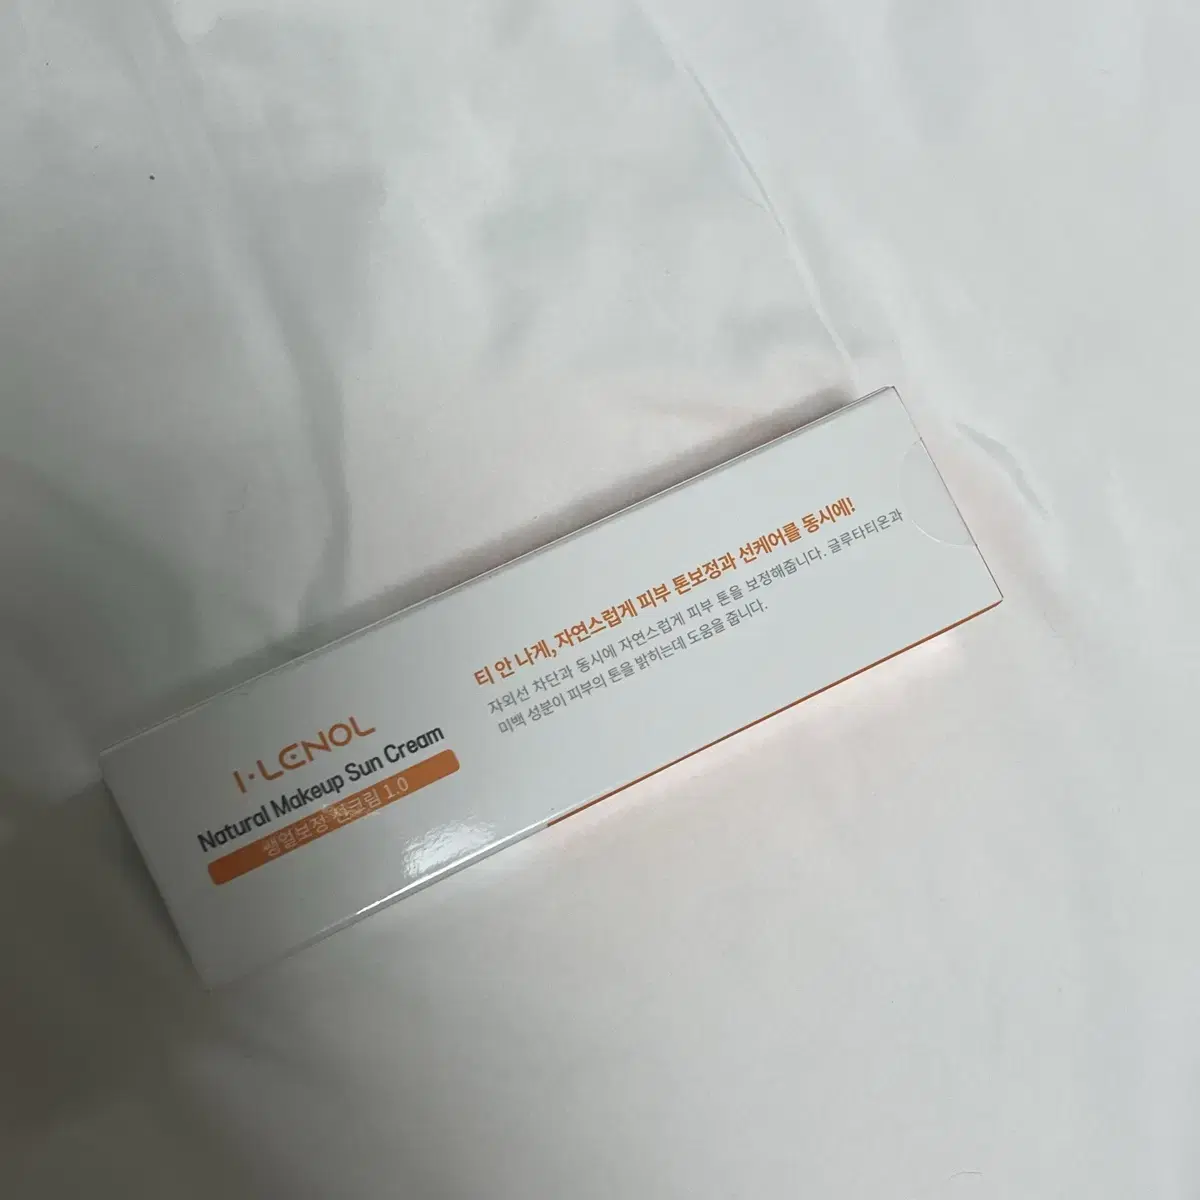 I·LENOL
Natural Makeup Sun Cream
쌩얼보정 썬크림 1.0
티 안 나게, 자연스럽게 피부 톤보정과 선케어를 동시에!
자외선 차단과 동시에 자연스럽게 피부 톤을 보정해줍니다. 글루타티온과
미백 성분이 피부의 톤을 밝히는데 도움을 줍니다.